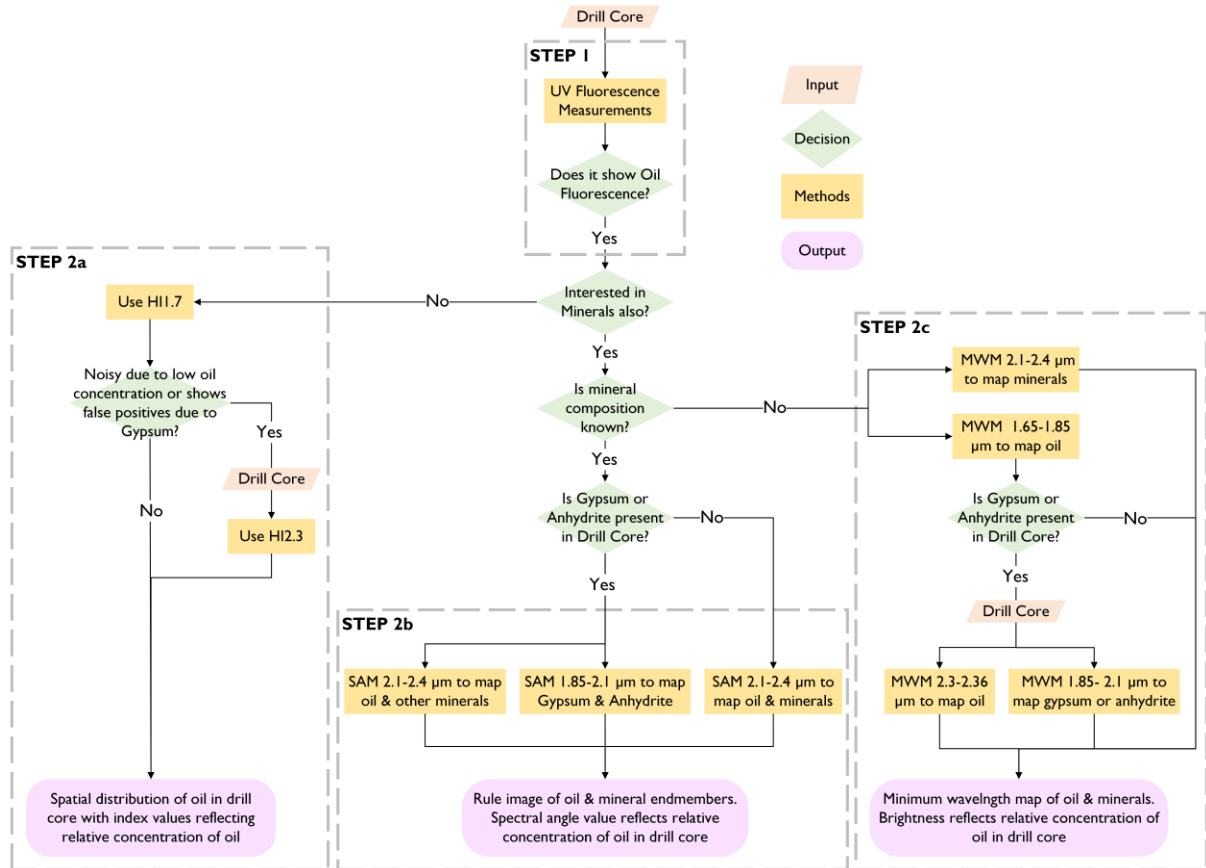 Drill Core
STEP 1
UV Fluorescence
Measurements
Does it show Oil
Fluorescence?
Yes
Input
Decision
Methods
Output
Interested in
Minerals also?
No
Yes
STEP 2a
Use HI1.7
Noisy due to low oil
concentration or shows
false positives due to
Gypsum?
Yes
Drill Core
No
Use HI2.3
Spatial distribution of oil in drill
core with index values reflecting
relative concentration of oil
Is mineral
composition
known?
No
Yes
Is Gypsum or
Anhydrite present
in Drill Core?
No
Yes
STEP 2b
SAM 2.1-2.4 µm to map
oil & other minerals
SAM 1.85-2.1 µm to map
Gypsum & Anhydrite
SAM 2.1-2.4 µm to
map oil & minerals
Rule image of oil & mineral endmembers.
Spectral angle value reflects relative
concentration of oil in drill core
STEP 2c
MWM 2.1-2.4 µm
to map minerals
MWM 1.65-1.85
µm to map oil
Is Gypsum or
Anhydrite present
in Drill Core?
No
Yes
Drill Core
MWM 2.3-2.36
µm to map oil
MWM 1.85- 2.1 µm to
map gypsum or anhydrite
Minimum wavelngth map of oil & minerals.
Brightness reflects relative concentration of
oil in drill core